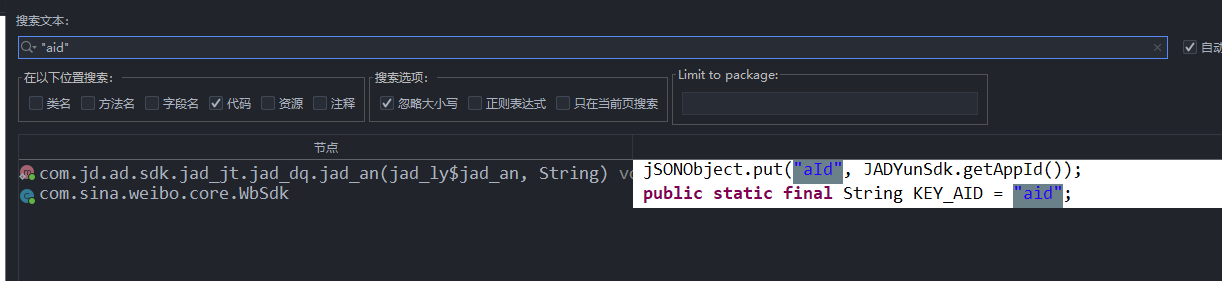 搜索文本:
"aid"
自动
在以下位置搜索:
搜索选项:
Limit to package:
类名 方法名 字段名 代码 资源 注释
忽略大小写 正则表达式 只在当前页搜索
节点
com.jd.ad.sdk.jad_jt.jad_dq.jad_an(jad_ly$jad_an, String) vo jSONObject.put("aId", JADYunSdk.getAppId());
com.sina.weibo.core.WbSdk public static final String KEY_AID = "aid";